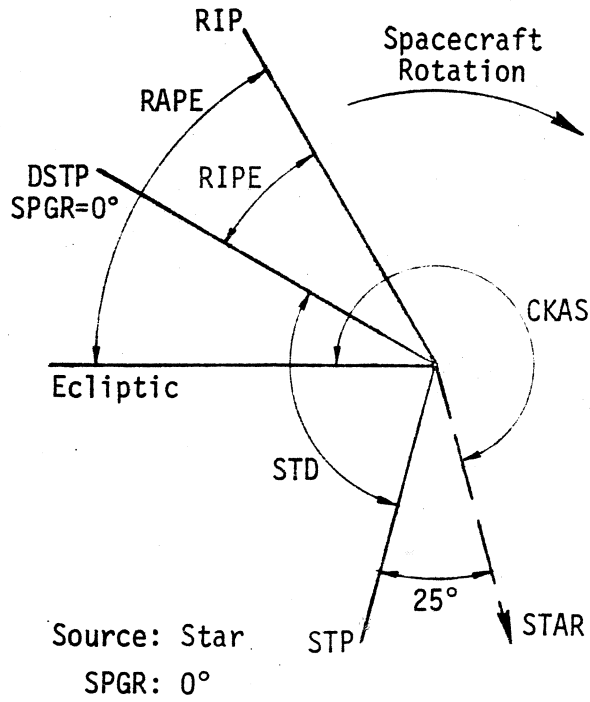 RIP
Spacecraft
Rotation
RAPE
RIPE
DSTP
SPGR=0°
CKAS
Ecliptic
STD
25°
STAR
STP
Source: Star
SPGR: 0°